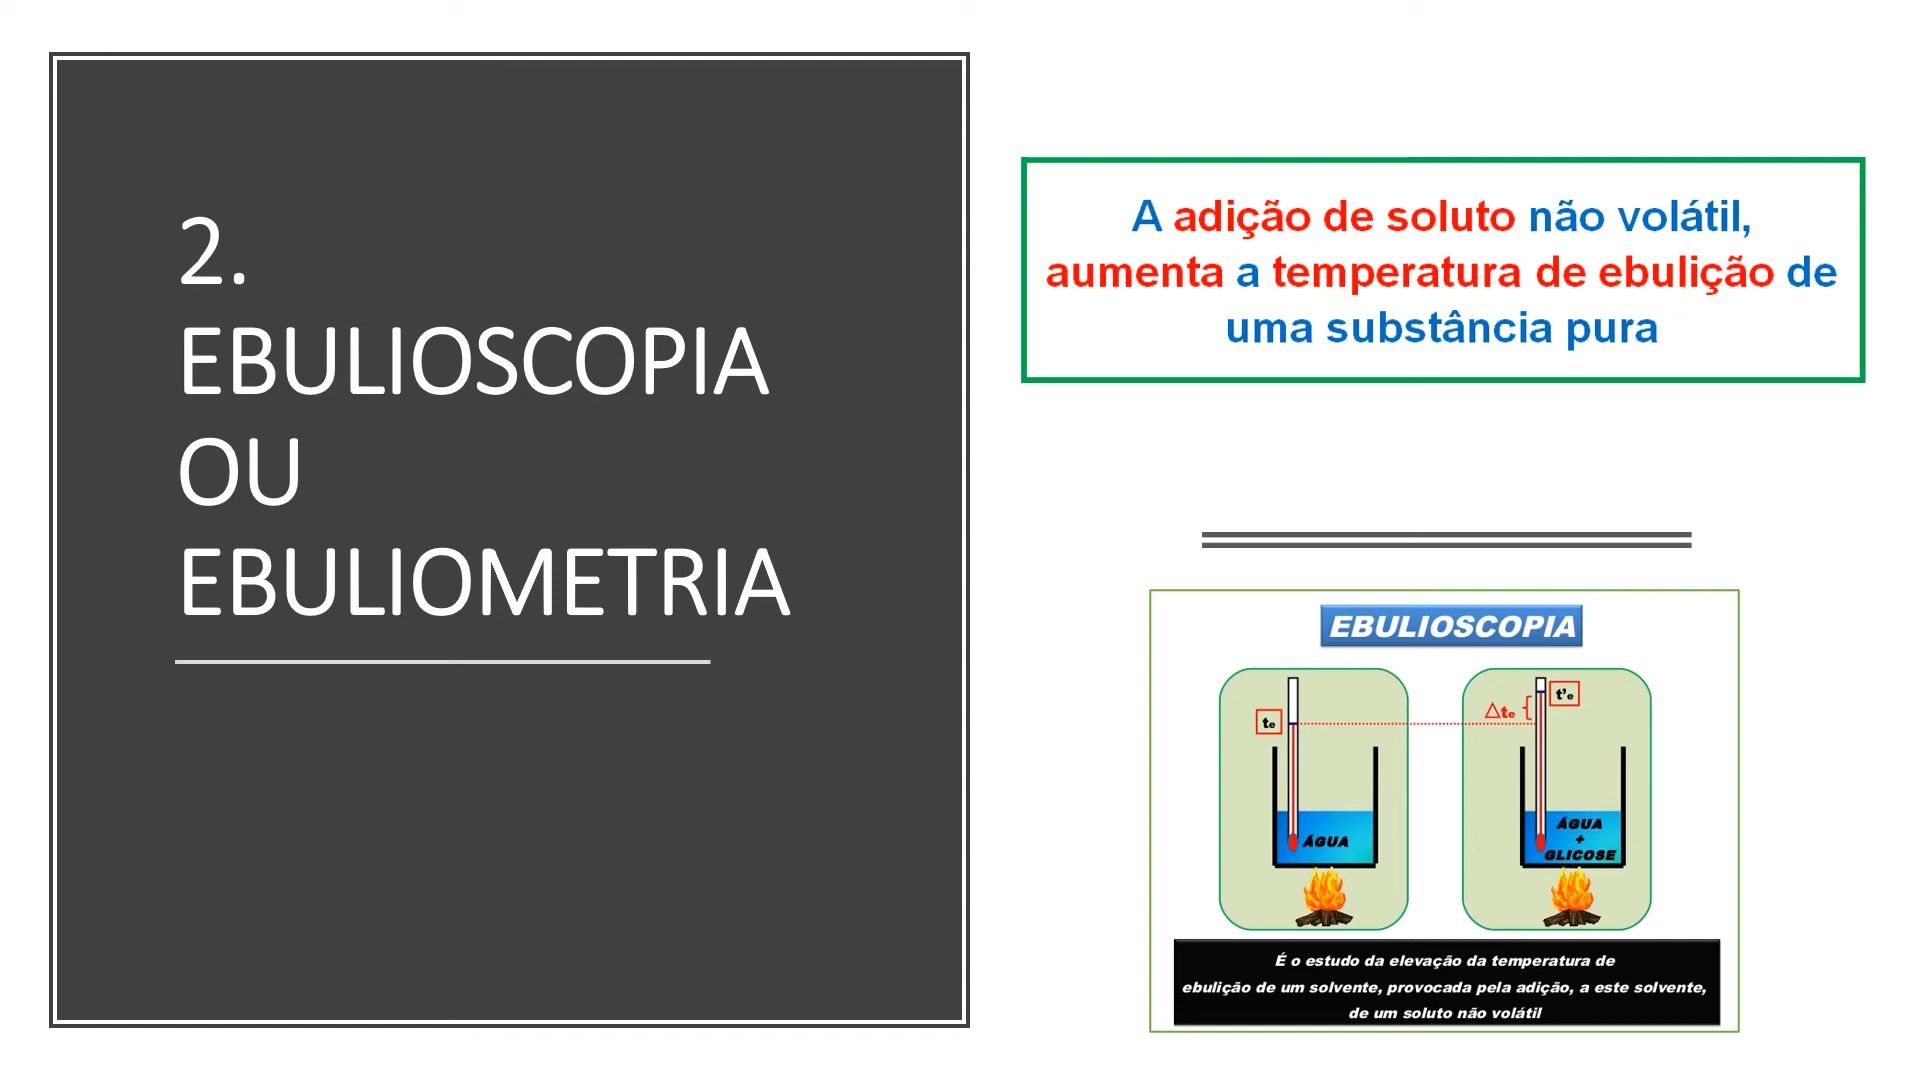 2.
EBULIOSCOPIA
OU
EBULIOMETRIA
A adição de soluto não volátil,
aumenta a temperatura de ebulição de
uma substância pura
EBULIOSCOPIA
te
Δte
t’e
ÁGUA
ÁGUA
+
GLICOSE
É o estudo da elevação da temperatura de
ebulição de um solvente, provocada pela adição, a este solvente,
de um soluto não volátil